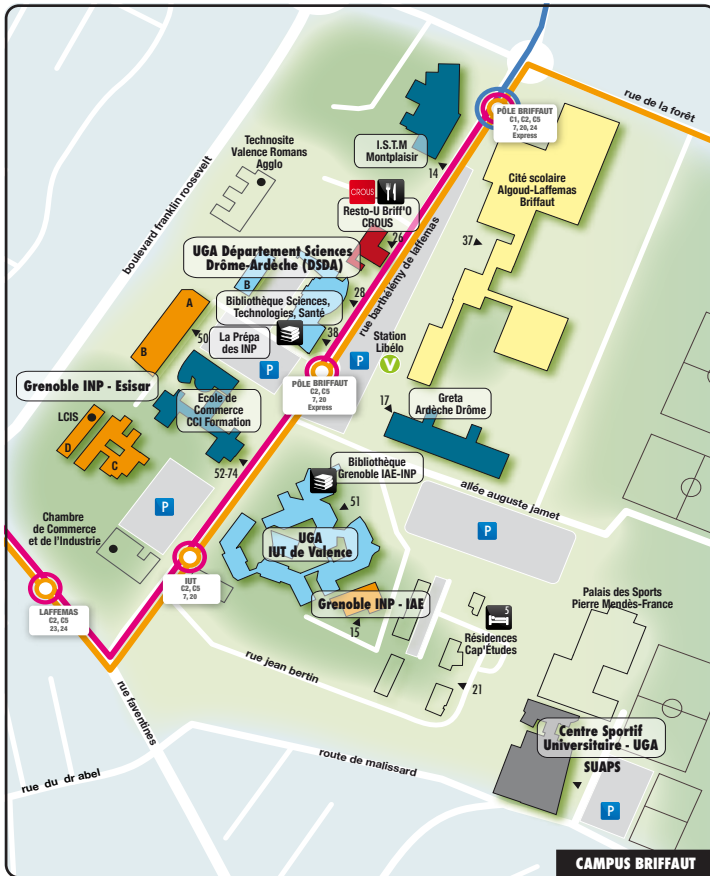 rue de la forêt
PÔLE BRIFFAUT
C1, C2, C5
7, 20, 24
Express
I.S.T.M
Montplaisir
14
Technosite
Valence Romans
Agglo
Cité scolaire
Algoud-Laffemas
Briffaut
CROUS
Resto-U Briff'O
CROUS
26
37
boulevard franklin roosevelt
UGA Département Sciences
Drôme-Ardèche (DSDA)
B
28
rue barthélémy de laffemas
Bibliothèque Sciences,
Technologies, Santé
38
A
50
B
La Prépa
des INP
P
P
Station
Libélo
V
PÔLE BRIFFAUT
C2, C5
7, 20
Express
Grenoble INP - Esisar
Ecole de
Commerce
CCI Formation
17
Greta
Ardèche Drôme
LCIS
D
C
52-74
Bibliothèque
Grenoble IAE-INP
51
allée auguste jamet
P
P
Chambre
de Commerce
et de l'Industrie
UGA
IUT de Valence
IUT
C2, C5
7, 20
LAFFEMAS
C2, C5
23, 24
Grenoble INP - IAE
15
5
Résidences
Cap'Études
21
Palais des Sports
Pierre Mendès-France
rue jean bertin
rue faventines
Centre Sportif
Universitaire - UGA
SUAPS
route de malissard
rue du dr abel
P
CAMPUS BRIFFAUT